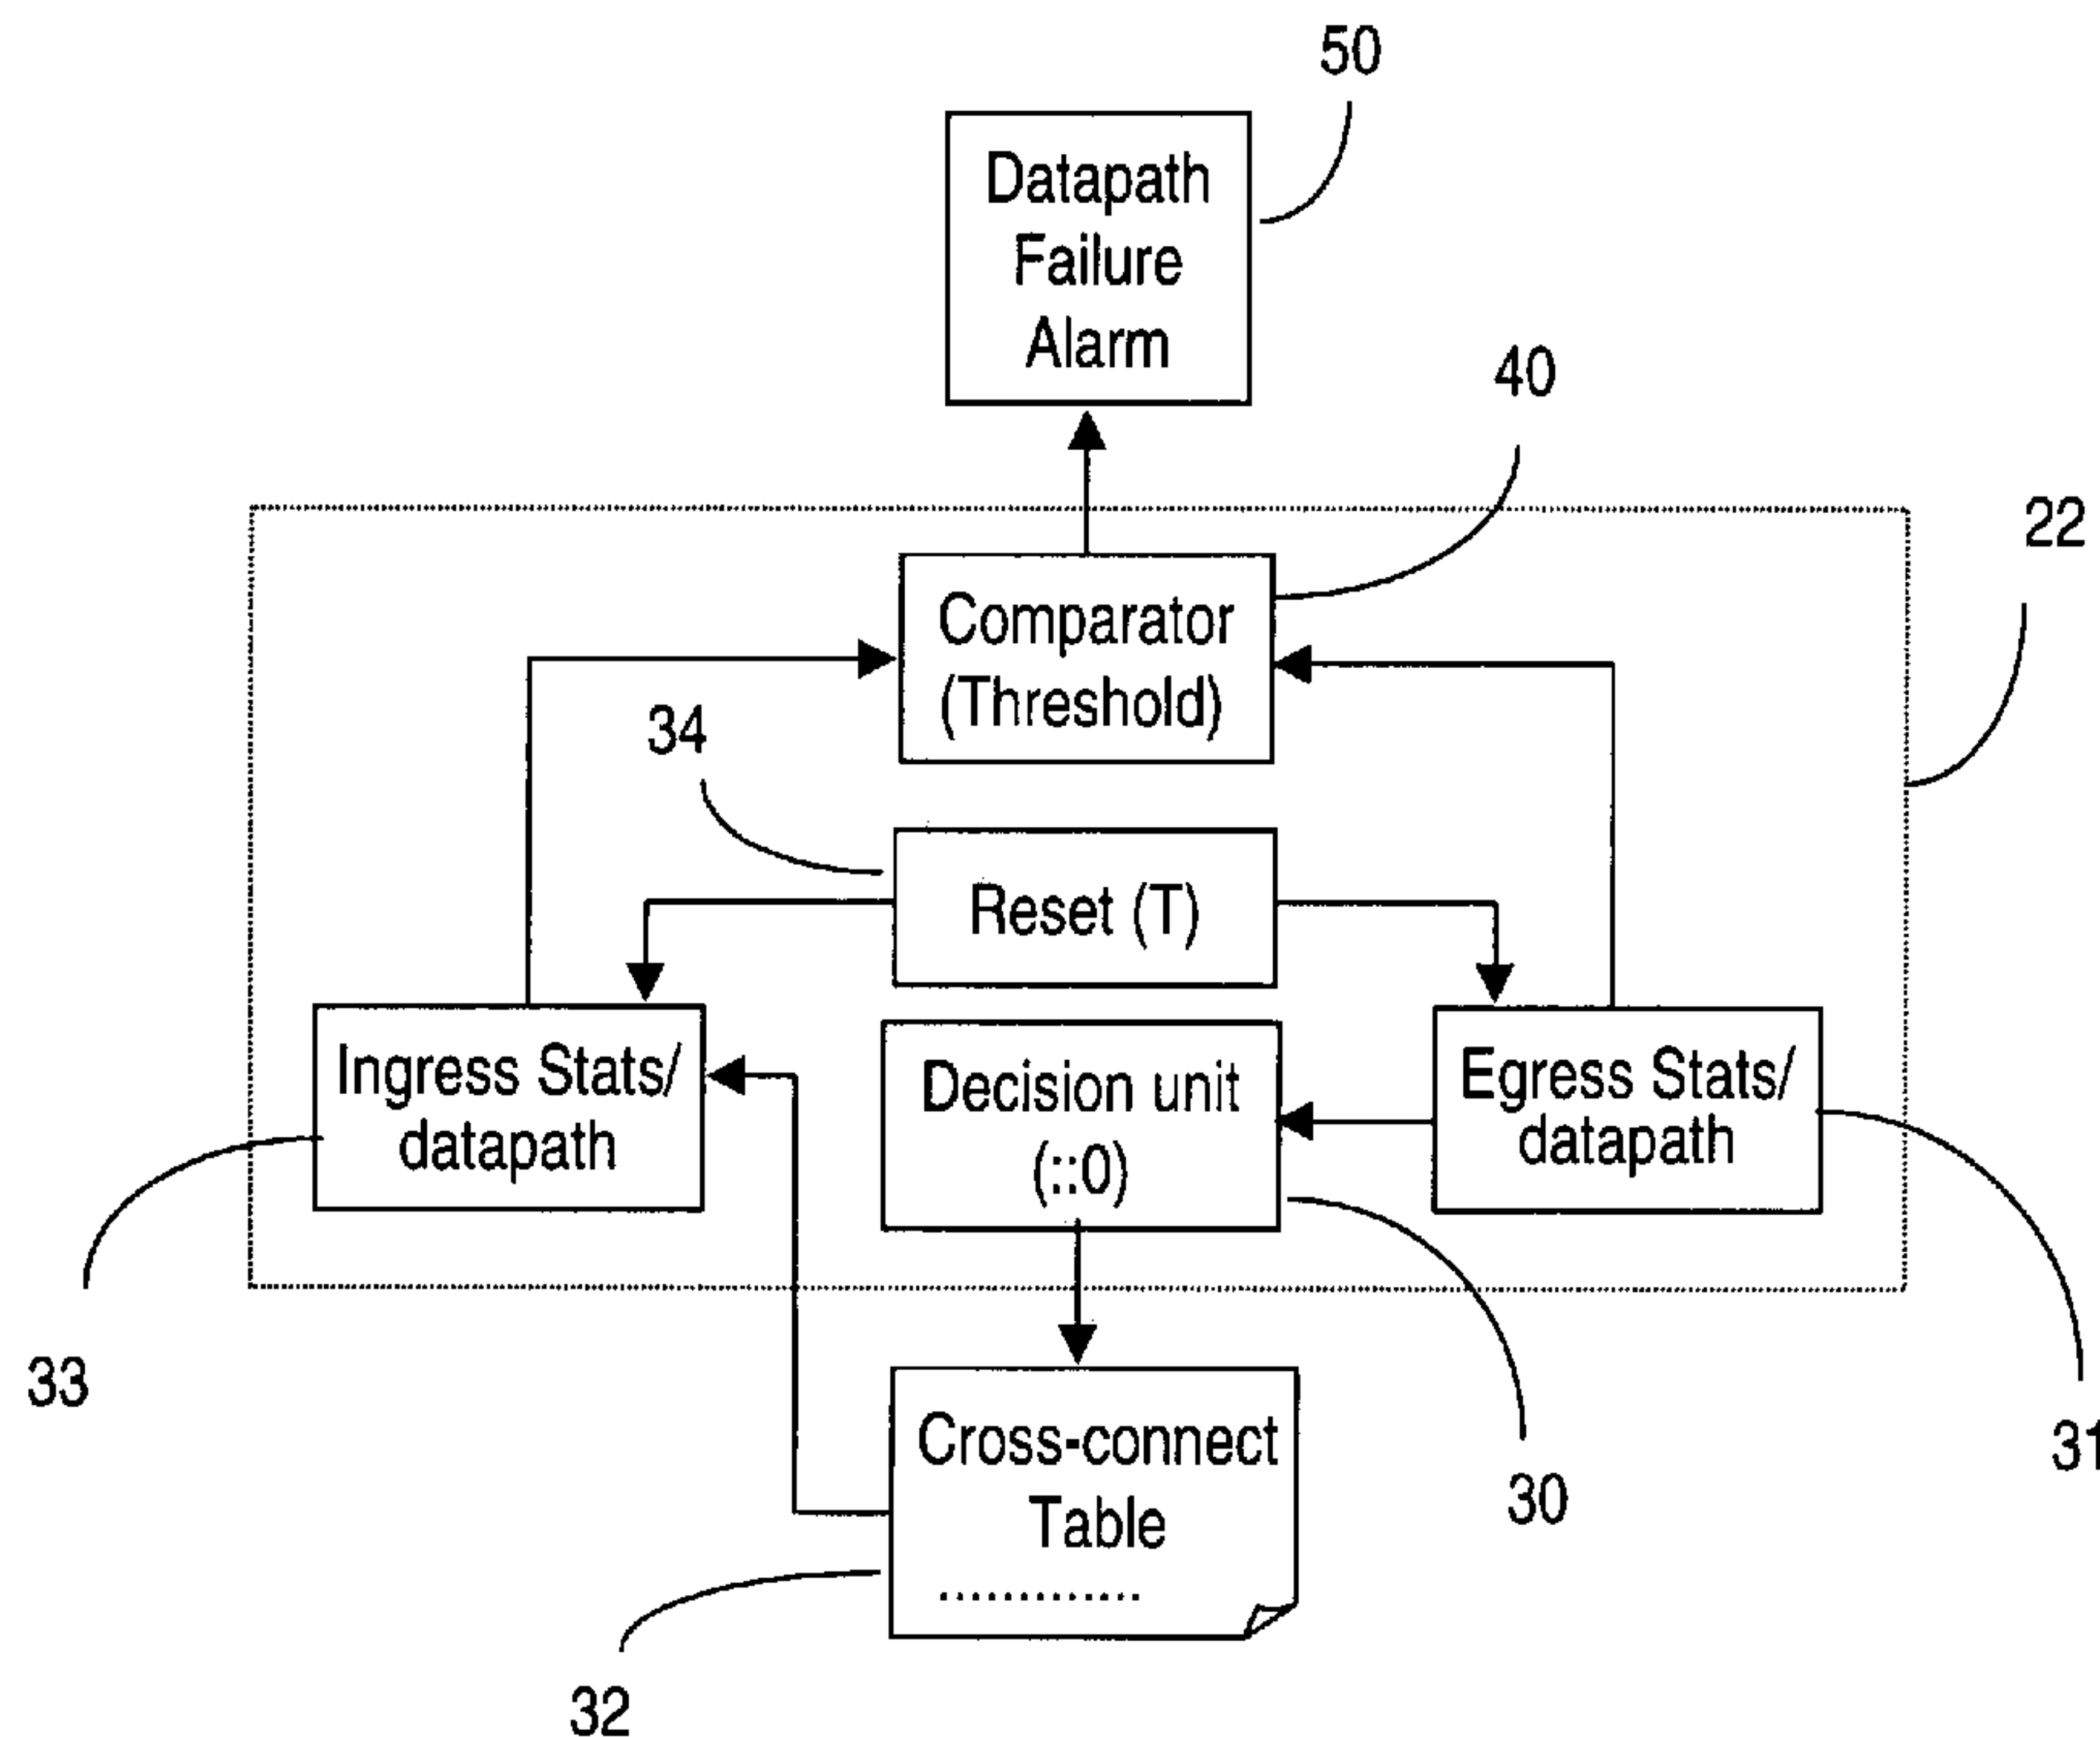 50
Datapath
Failure
Alarm
40
22
Comparator
(Threshold)
34
Reset (T)
Ingress Stats/
datapath
Decision unit
(::0)
Egress Stats/
datapath
33
31
Cross-connect
Table
............
30
32